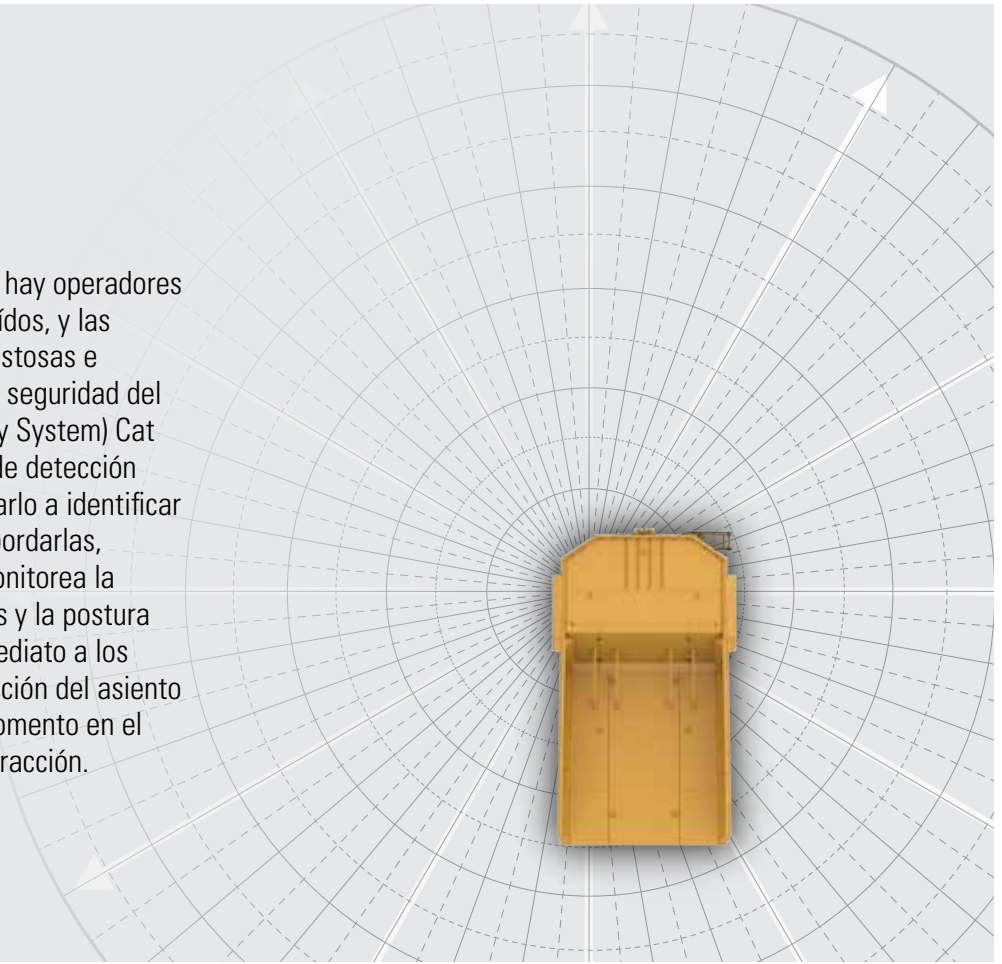 hay operadores
ídos, y las
stosas e
seguridad del
y System) Cat
de detección
arlo a identificar
bordarlas,
onitorea la
s y la postura
ediato a los
ción del asiento
omento en el
racción.